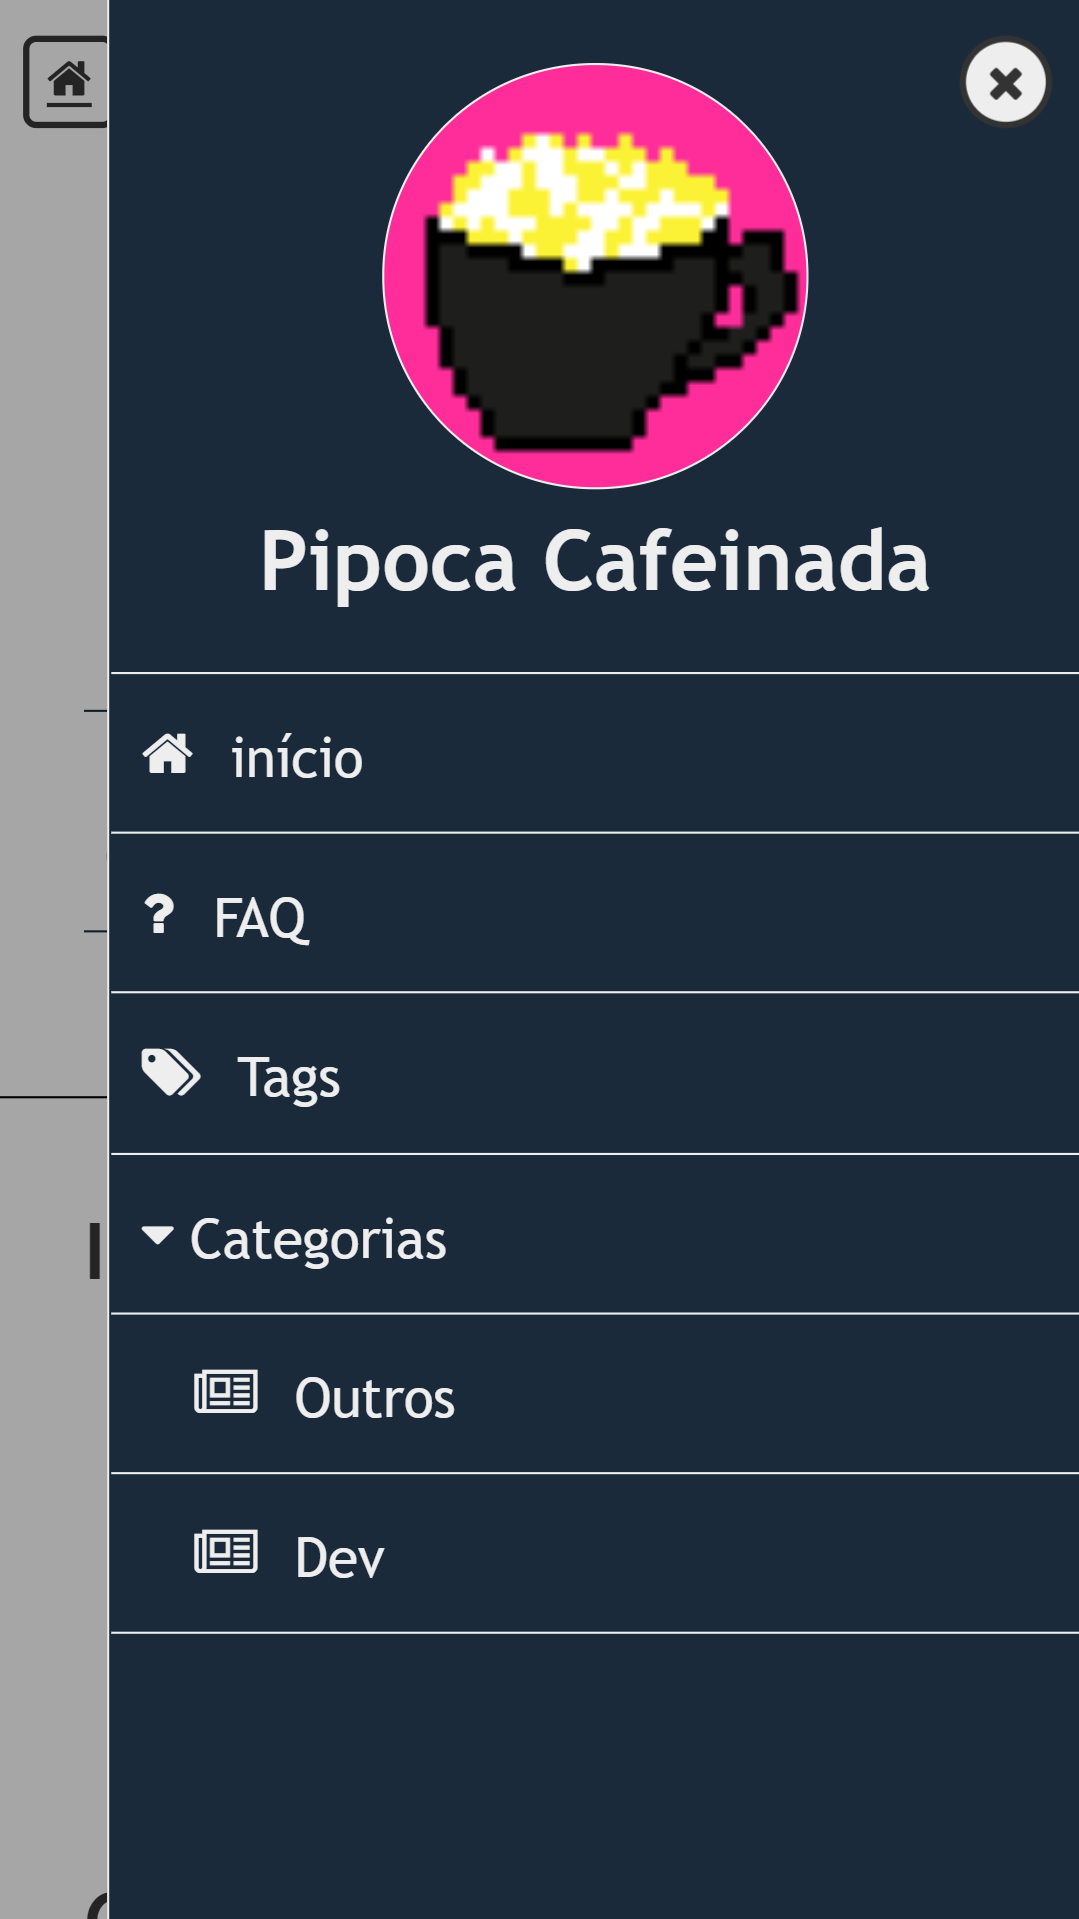 Pipoca Cafeinada
início
FAQ
Tags
Categorias
Outros
Dev